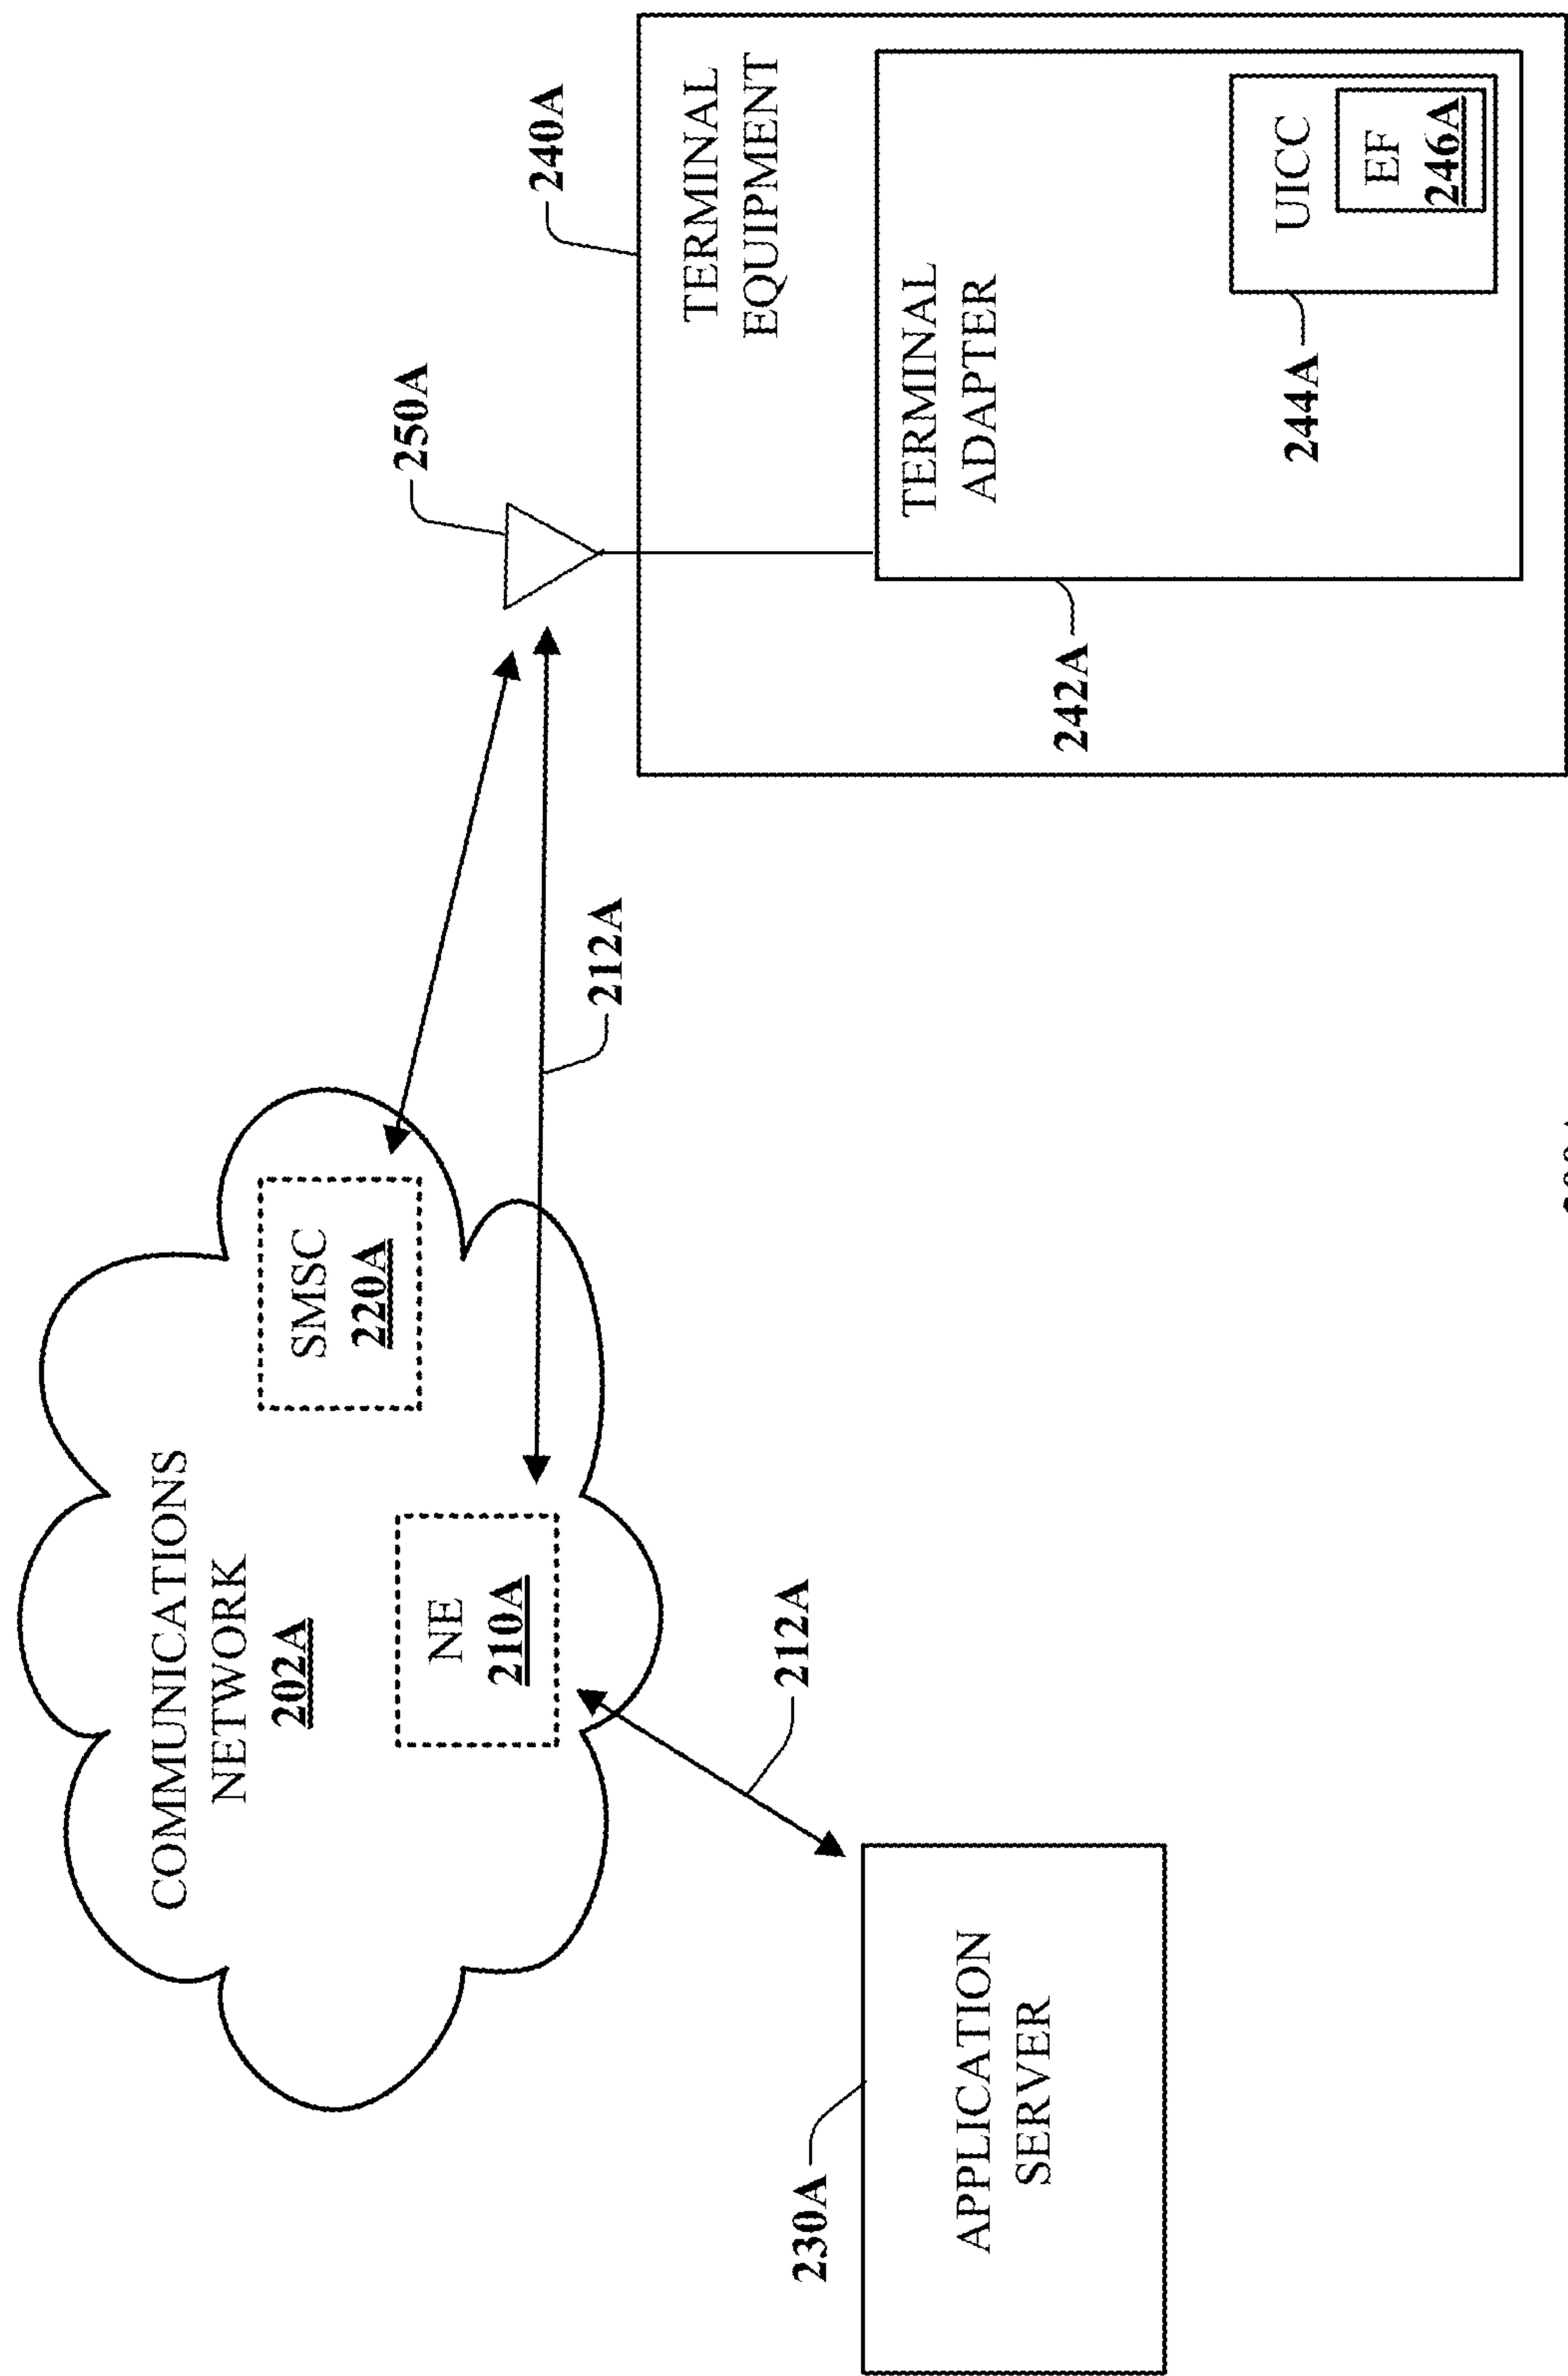 COMMUNICATIONS
NETWORK
202A
SMSC
220A
NE
210A
212A
212A
230A
APPLICATION
SERVER
250A
240A
TERMINAL
EQUIPMENT
TERMINAL
ADAPTER
242A
244A
UICC
EF
246A